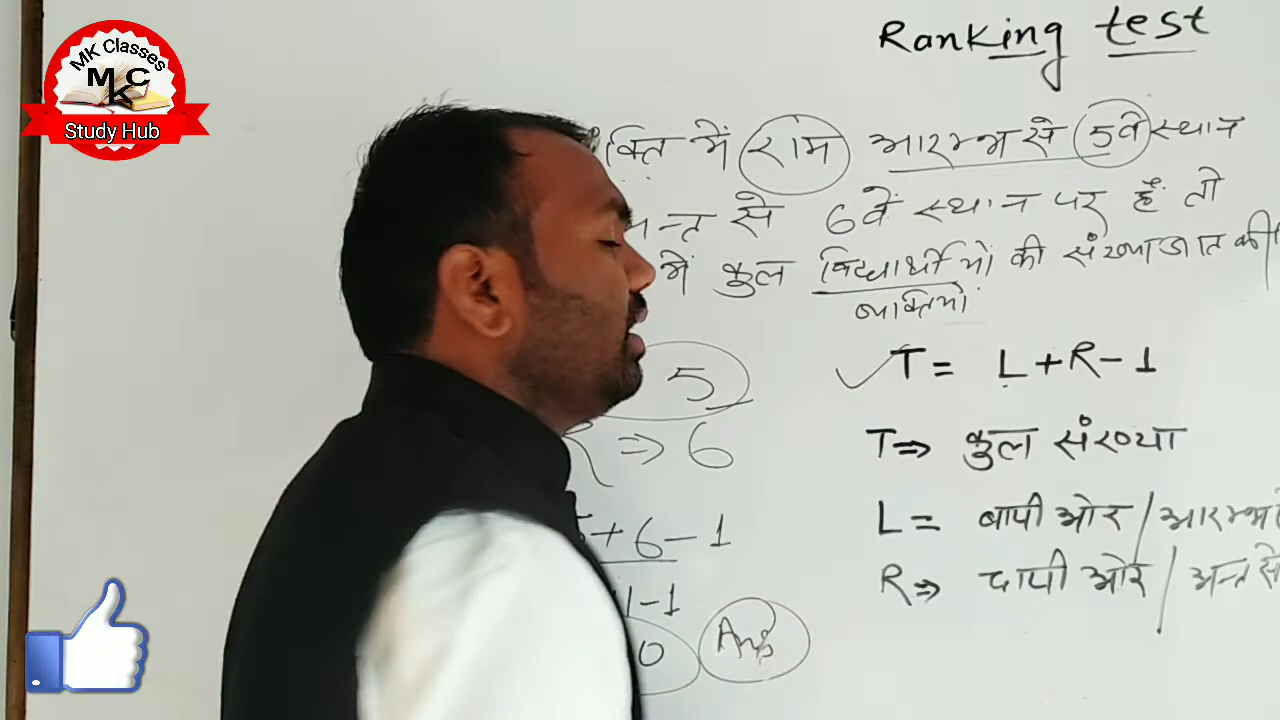 MK Classes
M C
K
Study Hub
Ranking test
क्ति में राम आरम्भ से 5वें स्थान
न्त से 6वें स्थान पर हैं तो
में कुल विद्यार्थीयों की संख्या ज्ञात की
व्यक्तियों
5
T = L + R - 1
R ⇒ 6
T ⇒ कुल संख्या
5 + 6 - 1
L = बायी ओर / आरम्भ
R ⇒ दायी ओर / अन्त से
1 - 1
0 Ans